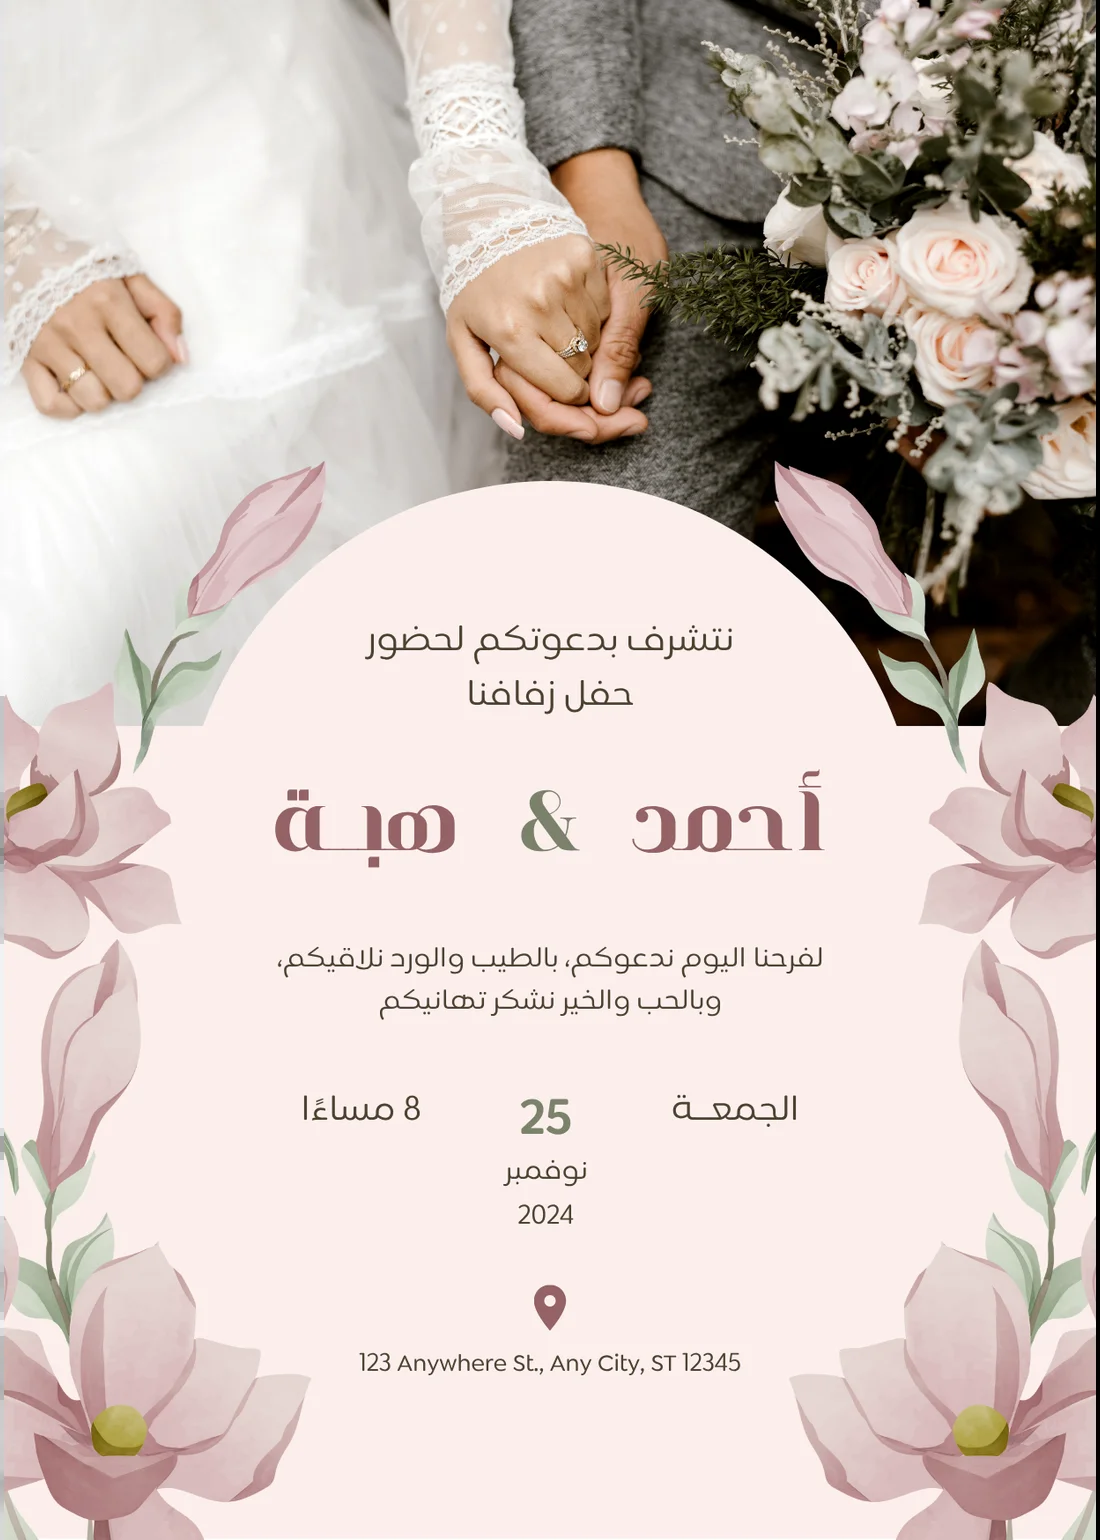 نتشرف بدعوتكم لحضور
حفل زفافنا
أحمد & هبة
لفرحنا اليوم ندعوكم، بالطيب والورد نلاقيكم،
وبالحب والخير نشكر تهانيكم
الجمعة
25
نوفمبر
2024
8 مساءًا
123 Anywhere St., Any City, ST 12345